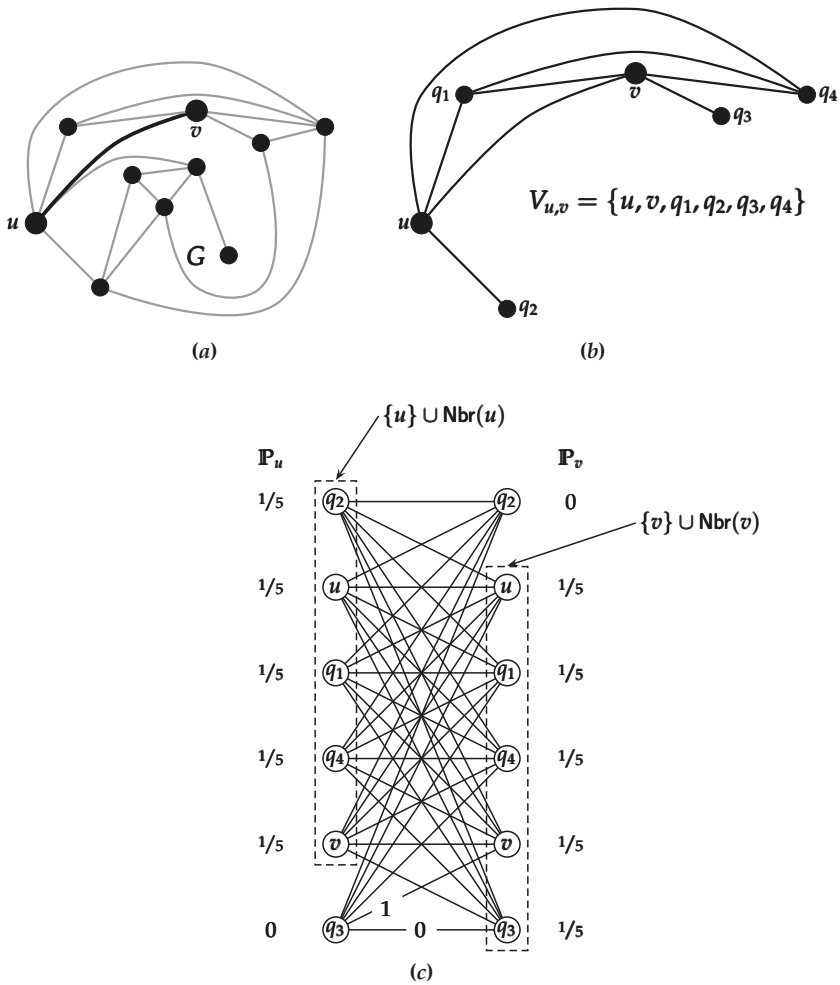 v
u
G
(a)
q₁
v
q₄
q₃
V_{u,v} = {u, v, q₁, q₂, q₃, q₄}
u
q₂
(b)
{u} ∪ Nbr(u)
ℙ_u ℙ_v
1/5 q₂ q₂ 0
{v} ∪ Nbr(v)
1/5 u u 1/5
1/5 q₁ q₁ 1/5
1/5 q₄ q₄ 1/5
1/5 v v 1/5
1
0 q₃ 0 q₃ 1/5
(c)